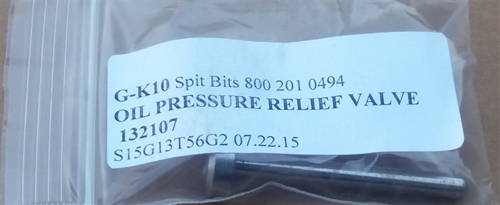 G-K10 Spit Bits 800 201 0494
OIL PRESSURE RELIEF VALVE
132107
S15G13T56G2 07.22.15